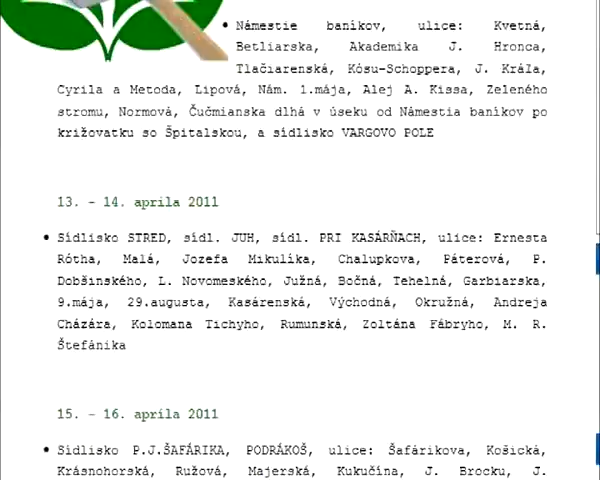 Námestie baníkov, ulice: Kvetná,
Betliarska, Akademika J. Hronca,
Tlačiarenská, Kósu-Schoppera, J. Kráľa,
Cyrila a Metoda, Lipová, Nám. 1.mája, Alej A. Kissa, Zeleného
stromu, Normová, Čučmianska dlhá v úseku od Námestia baníkov po
križovatku so Špitalskou, a sídlisko VARGOVO POLE
13. - 14. apríla 2011
Sídlisko STRED, sídl. JUH, sídl. PRI KASÁRŇACH, ulice: Ernesta
Rótha, Malá, Jozefa Mikulíka, Chalupkova, Páterová, P.
Dobšinského, L. Novomeského, Južná, Bočná, Tehelná, Garbiarska,
9.mája, 29.augusta, Kasárenská, Východná, Okružná, Andreja
Cházára, Kolomana Tichyho, Rumunská, Zoltána Fábryho, M. R.
Štefánika
15. - 16. apríla 2011
Sídlisko P.J.ŠAFÁRIKA, PODRÁKOŠ, ulice: Šafárikova, Košická,
Krásnohorská, Ružová, Majerská, Kukučína, J. Brocku, J.